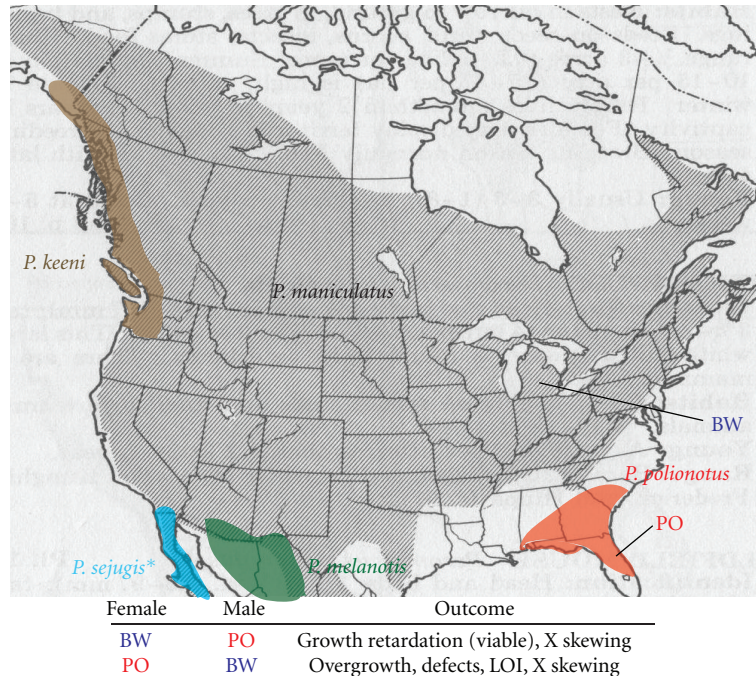 P. keeni
P. maniculatus
BW
P. polionotus
PO
P. sejugis*
P. melanotis
Female Male Outcome
BW PO Growth retardation (viable), X skewing
PO BW Overgrowth, defects, LOI, X skewing